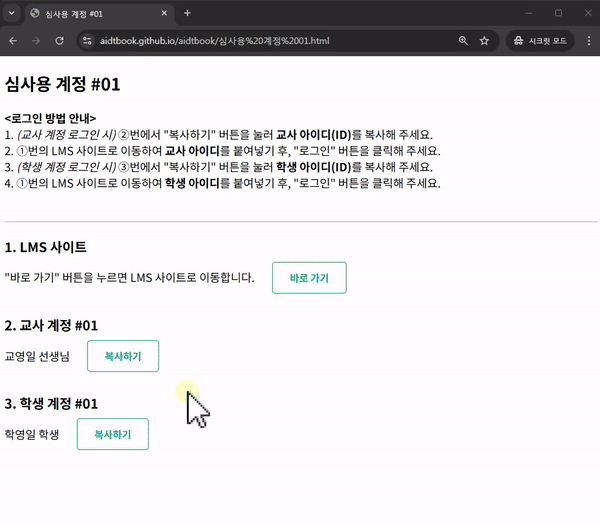 심사용 계정 #01
aidtbook.github.io/aidtbook/심사용%20계정%2001.html
시크릿 모드
심사용 계정 #01
<로그인 방법 안내>
1. (교사 계정 로그인 시) ②번에서 "복사하기" 버튼을 눌러 교사 아이디(ID)를 복사해 주세요.
2. ①번의 LMS 사이트로 이동하여 교사 아이디를 붙여넣기 후, "로그인" 버튼을 클릭해 주세요.
3. (학생 계정 로그인 시) ③번에서 "복사하기" 버튼을 눌러 학생 아이디(ID)를 복사해 주세요.
4. ①번의 LMS 사이트로 이동하여 학생 아이디를 붙여넣기 후, "로그인" 버튼을 클릭해 주세요.
1. LMS 사이트
"바로 가기" 버튼을 누르면 LMS 사이트로 이동합니다. 바로 가기
2. 교사 계정 #01
교영일 선생님 복사하기
3. 학생 계정 #01
학영일 학생 복사하기